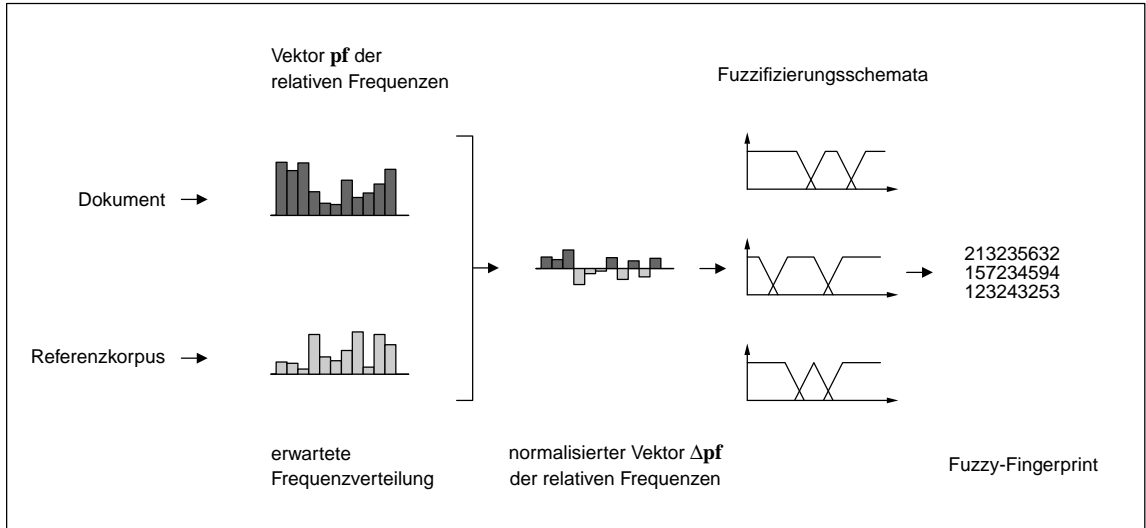 Vektor pf der
relativen Frequenzen
Fuzzifizierungsschemata
Dokument
213235632
157234594
123243253
Referenzkorpus
erwartete
Frequenzverteilung
normalisierter Vektor Δpf
der relativen Frequenzen
Fuzzy-Fingerprint